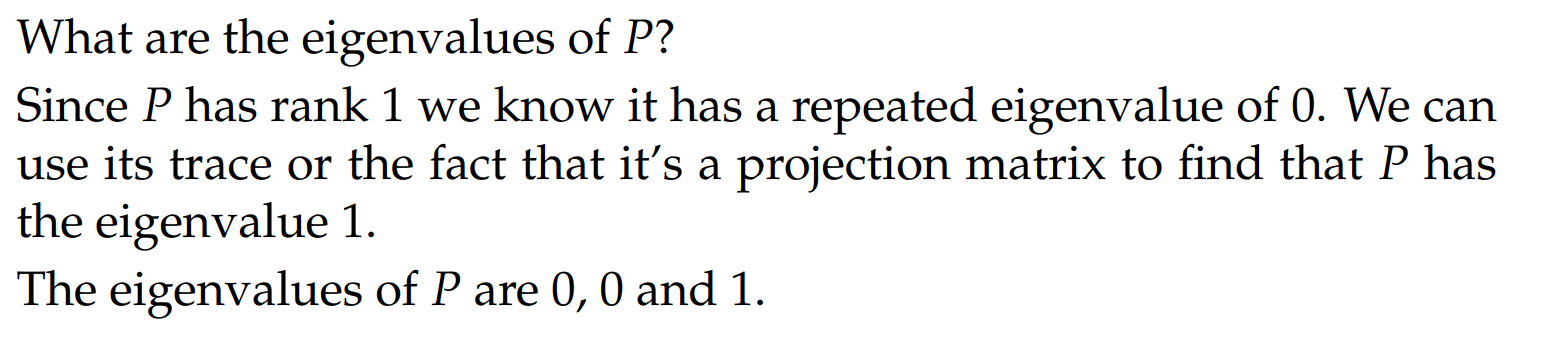 What are the eigenvalues of P?
Since P has rank 1 we know it has a repeated eigenvalue of 0. We can
use its trace or the fact that it’s a projection matrix to find that P has
the eigenvalue 1.
The eigenvalues of P are 0, 0 and 1.